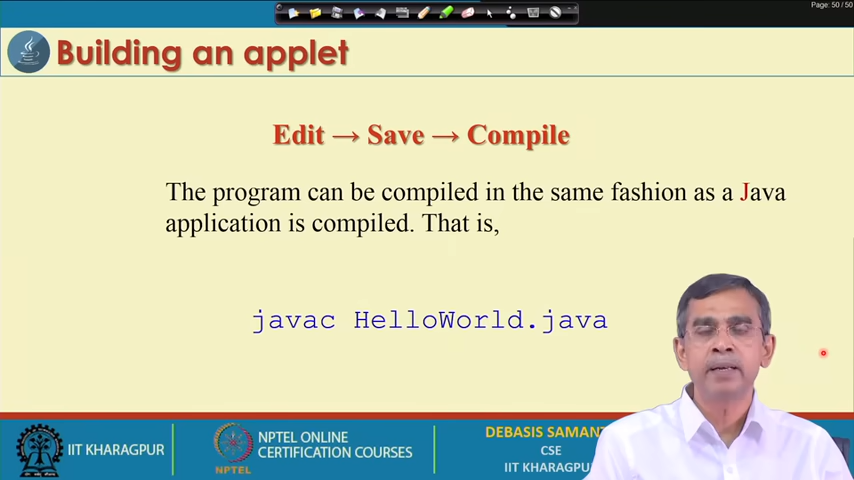 Page: 50 / 50
Building an applet
Edit → Save → Compile
The program can be compiled in the same fashion as a Java
application is compiled. That is,
javac HelloWorld.java
IIT KHARAGPUR
NPTEL
NPTEL ONLINE
CERTIFICATION COURSES
DEBASIS SAMANT
CSE
IIT KHARAGPUR